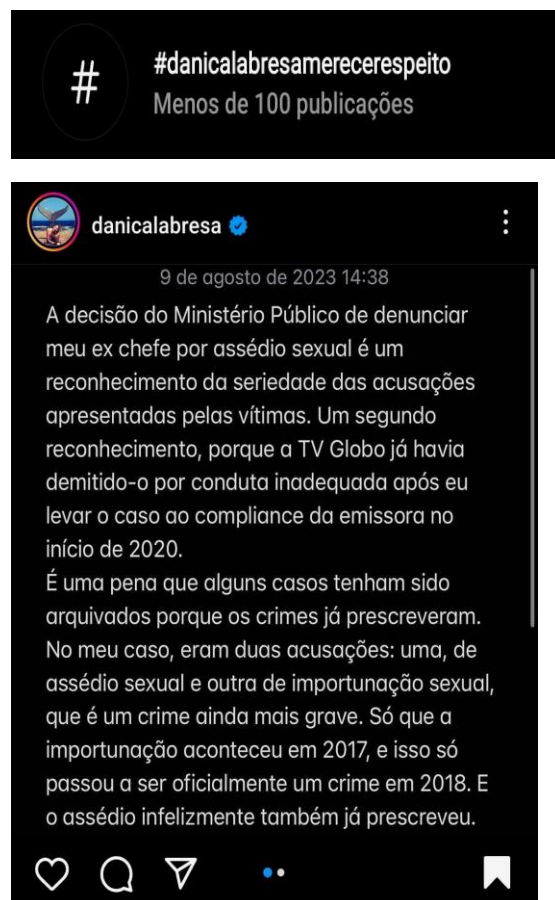 #
#danicalabresamerecerespeito
Menos de 100 publicações
danicalabresa
9 de agosto de 2023 14:38
A decisão do Ministério Público de denunciar
meu ex chefe por assédio sexual é um
reconhecimento da seriedade das acusações
apresentadas pelas vítimas. Um segundo
reconhecimento, porque a TV Globo já havia
demitido-o por conduta inadequada após eu
levar o caso ao compliance da emissora no
início de 2020.
É uma pena que alguns casos tenham sido
arquivados porque os crimes já prescreveram.
No meu caso, eram duas acusações: uma, de
assédio sexual e outra de importunação sexual,
que é um crime ainda mais grave. Só que a
importunação aconteceu em 2017, e isso só
passou a ser oficialmente um crime em 2018. E
o assédio infelizmente também já prescreveu.